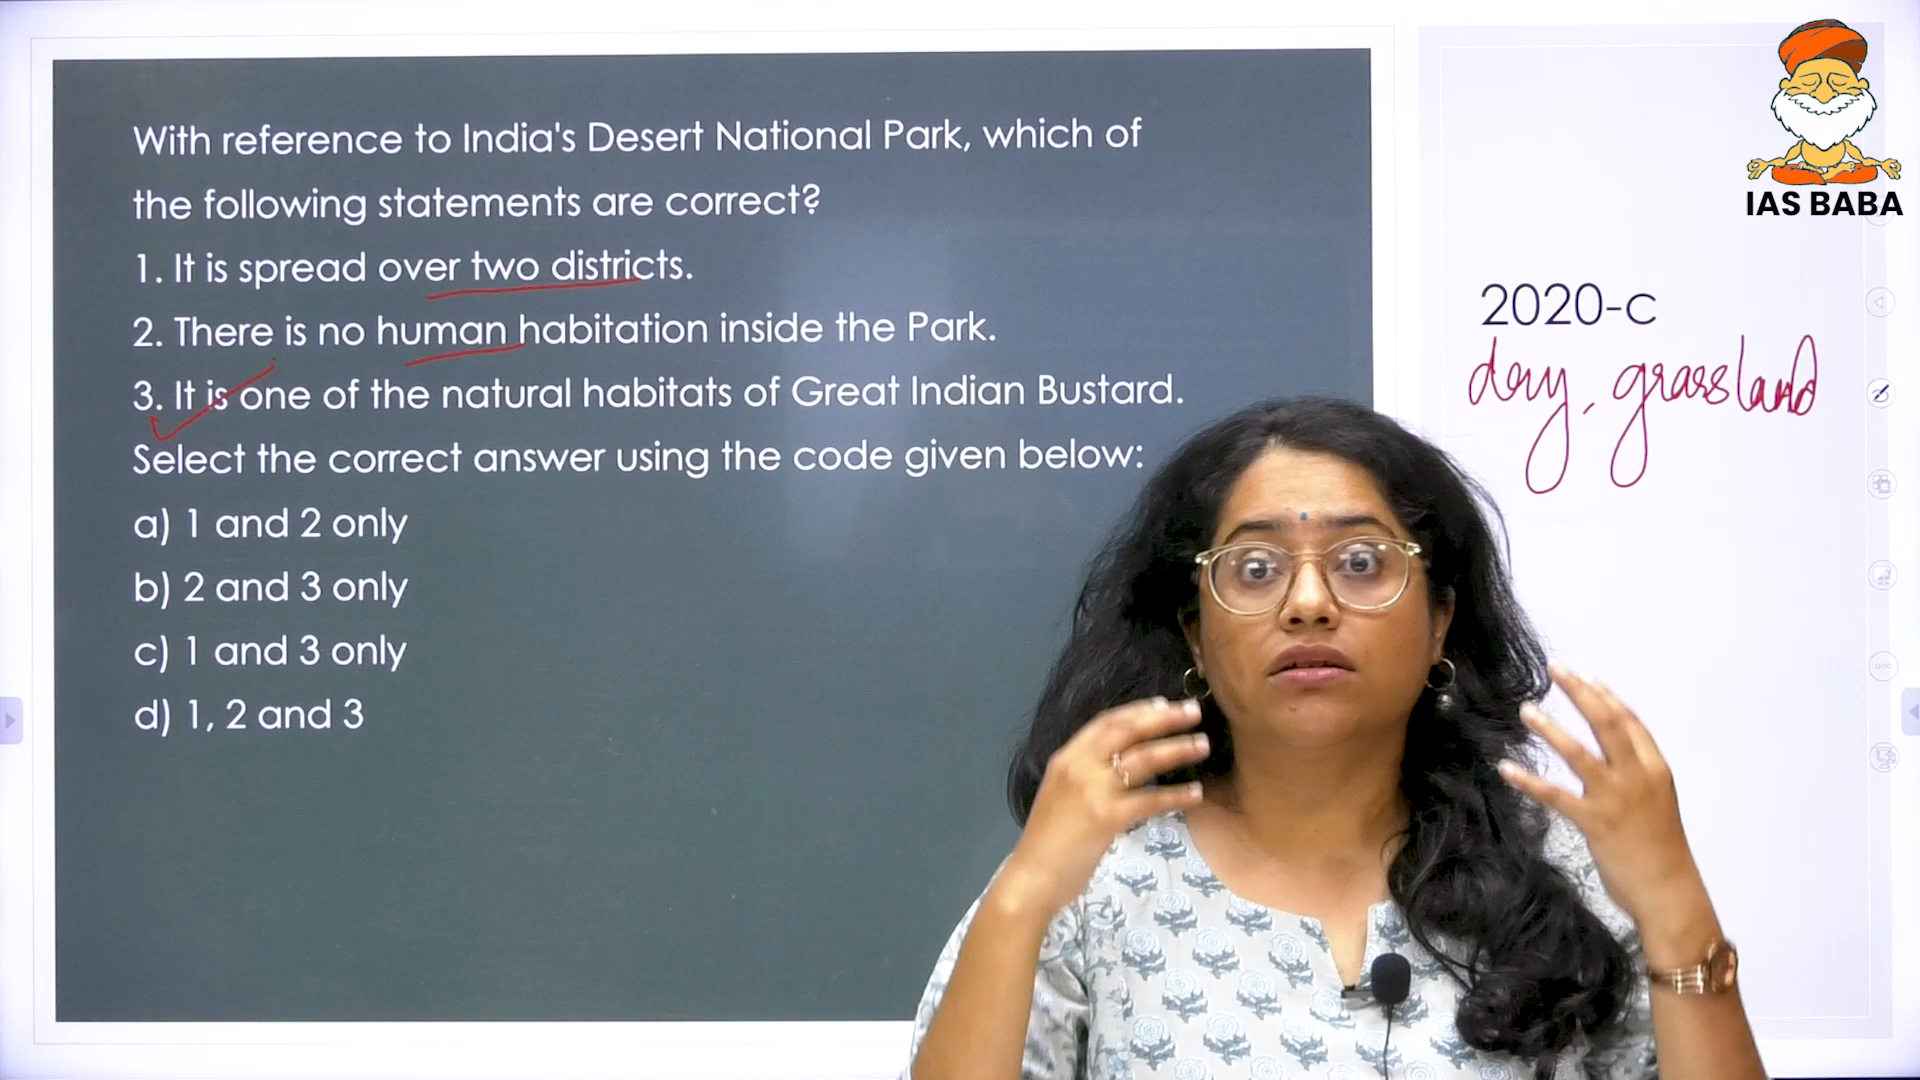 With reference to India's Desert National Park, which of
the following statements are correct?
1. It is spread over two districts.
2. There is no human habitation inside the Park.
3. It is one of the natural habitats of Great Indian Bustard.
Select the correct answer using the code given below:
a) 1 and 2 only
b) 2 and 3 only
c) 1 and 3 only
d) 1, 2 and 3
IAS BABA
2020-c
dry, grassland